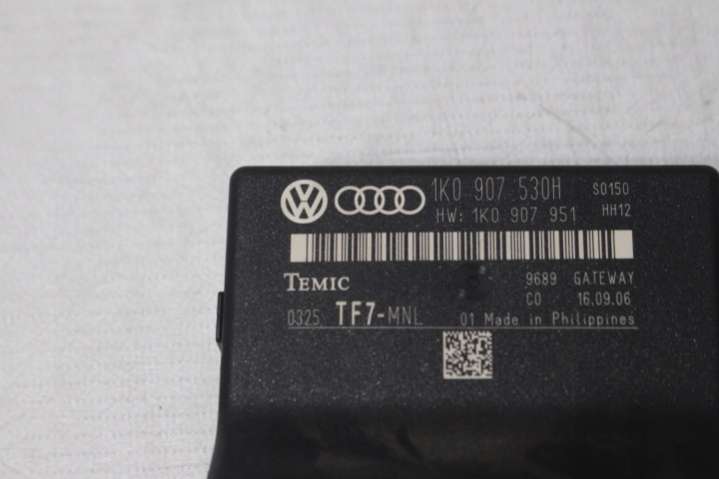 1K0 907 530H S0150
HW: 1K0 907 951 HH12
TEMIC 9689 GATEWAY
C0 16.09.06
0325 TF7-MNL 01 Made in Philippines